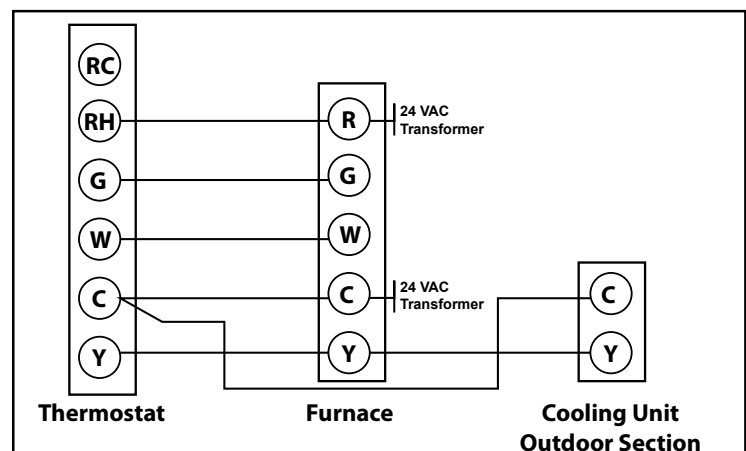 RC
RH
G
W
C
Y
Thermostat
R
G
W
C
Y
24 VAC
Transformer
24 VAC
Transformer
Furnace
C
Y
Cooling Unit
Outdoor Section